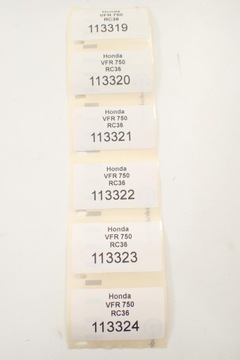 Honda
VFR 750
RC36
113319
Honda
VFR 750
RC36
113320
Honda
VFR 750
RC36
113321
Honda
VFR 750
RC36
113322
Honda
VFR 750
RC36
113323
Honda
VFR 750
RC36
113324